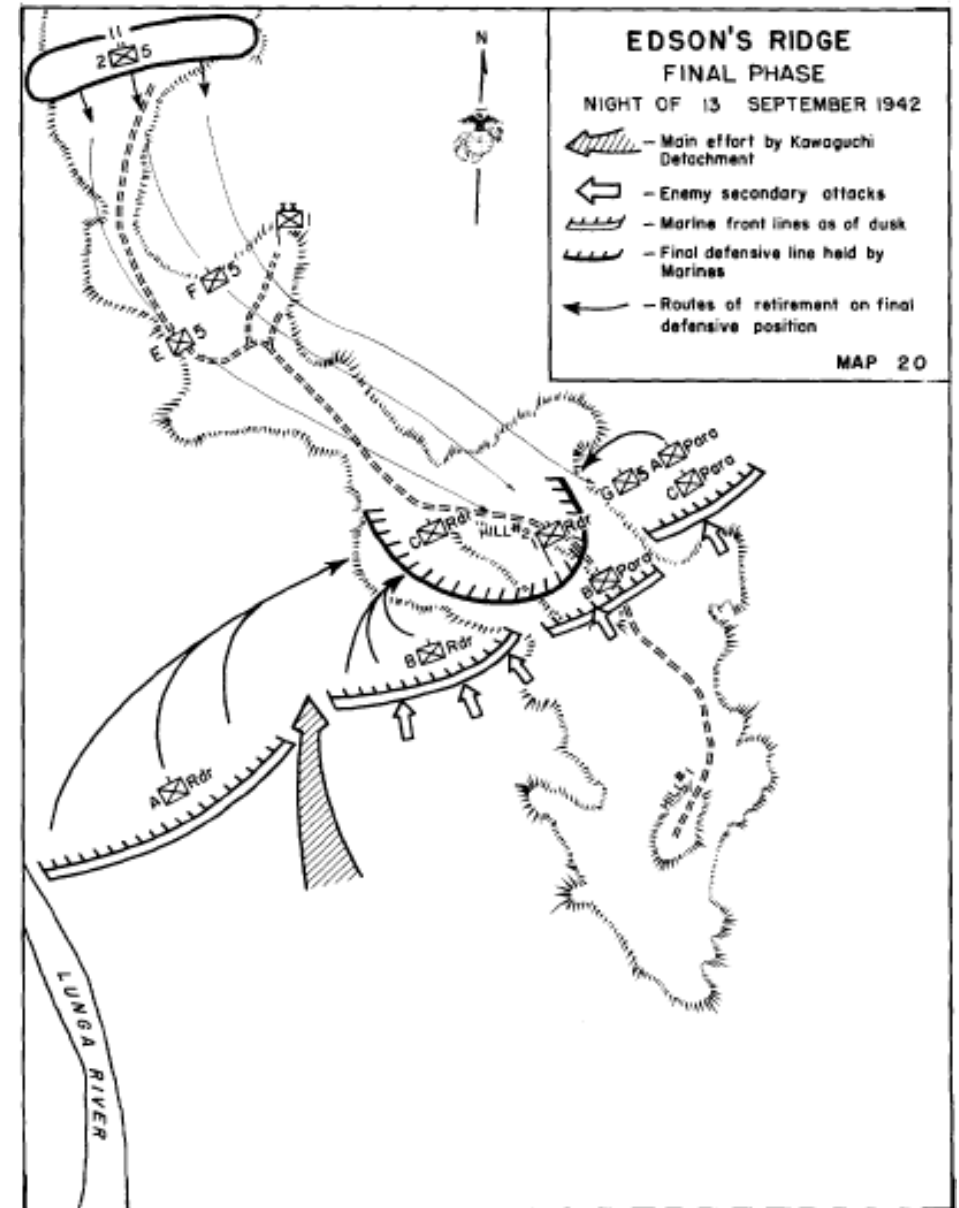 EDSON'S RIDGE
FINAL PHASE
NIGHT OF 13 SEPTEMBER 1942
– Main effort by Kawaguchi
Detachment
– Enemy secondary attacks
– Marine front lines as of dusk
– Final defensive line held by
Marines
– Routes of retirement on final
defensive position
MAP 20
N
II
2 5
XX
1
F 5
E 5
A Para
G 5
C Para
C Rdr
HILL #2
Rdr
B Para
B Rdr
A Rdr
HILL #1
LUNGA RIVER